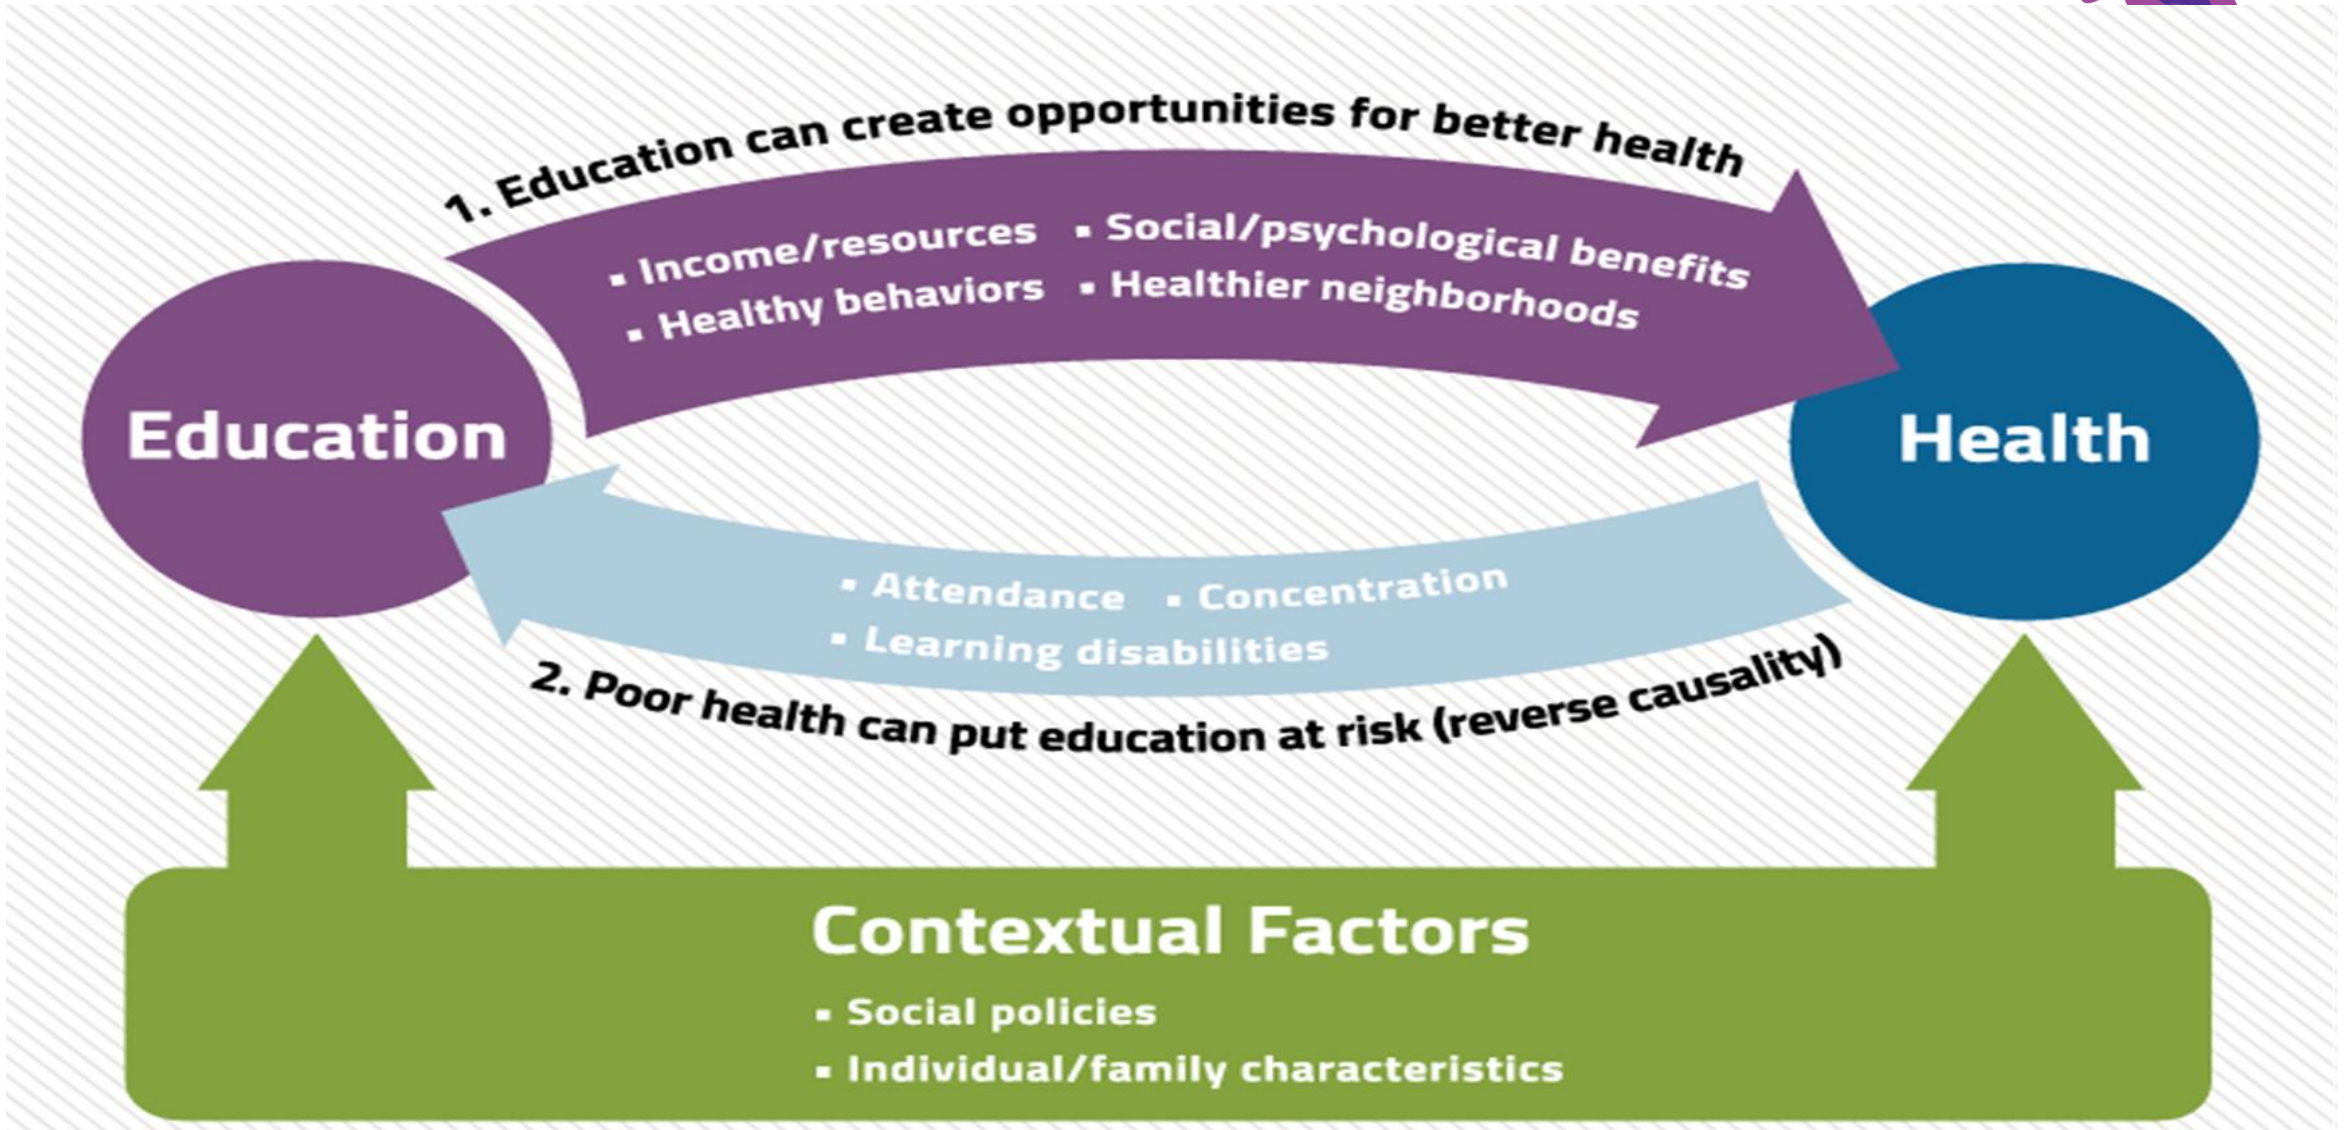 1. Education can create opportunities for better health
▪ Income/resources ▪ Social/psychological benefits
▪ Healthy behaviors ▪ Healthier neighborhoods
Education
Health
▪ Attendance ▪ Concentration
▪ Learning disabilities
2. Poor health can put education at risk (reverse causality)
Contextual Factors
▪ Social policies
▪ Individual/family characteristics